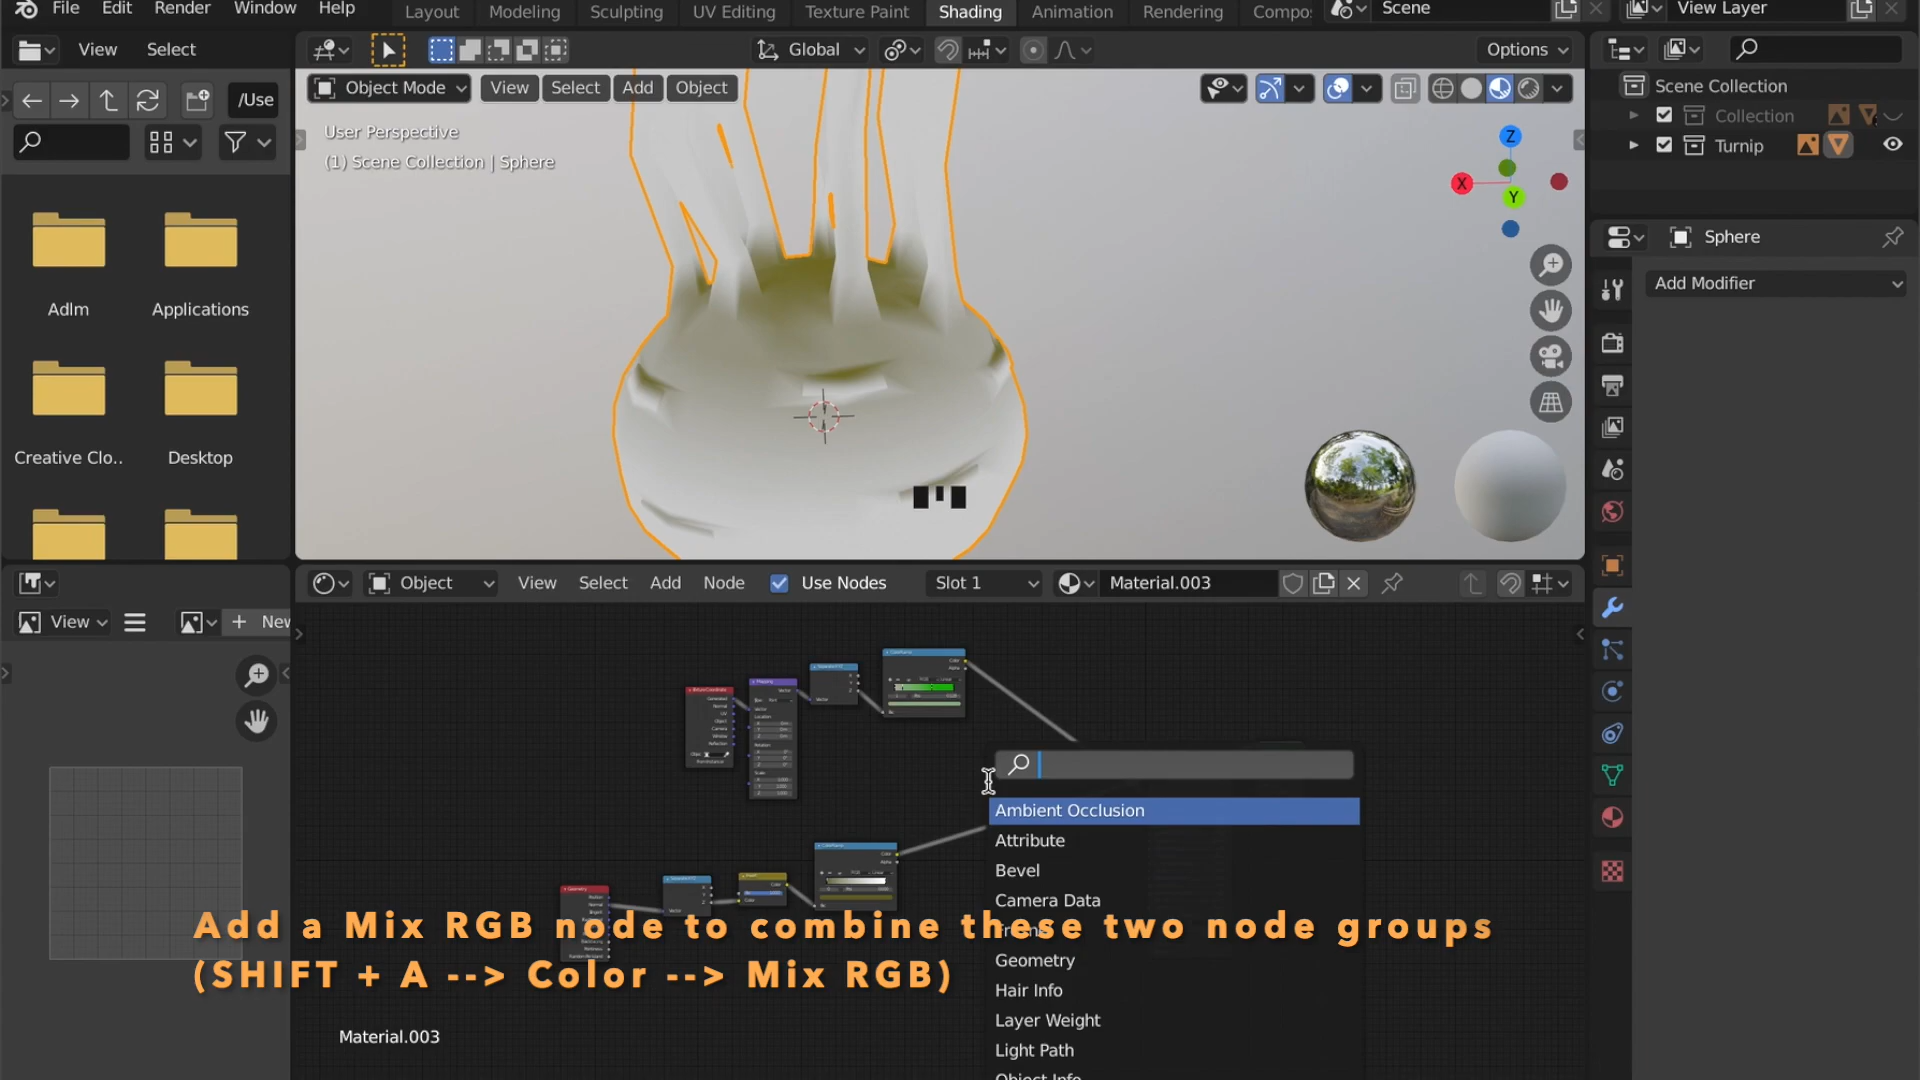 File Edit Render Window Help
Layout Modeling Sculpting UV Editing Texture Paint Shading Animation Rendering Compo
Scene
View Layer
View Select
Global
Options
/Use
Object Mode View Select Add Object
User Perspective
(1) Scene Collection | Sphere
Z
X
Y
Scene Collection
Collection
Turnip
Sphere
Add Modifier
Adlm
Applications
Creative Clo..
Desktop
View
+ New
Object View Select Add Node Use Nodes Slot 1 Material.003
Ambient Occlusion
Attribute
Bevel
Camera Data
Geometry
Hair Info
Layer Weight
Light Path
Object Info
Add a Mix RGB node to combine these two node groups
(SHIFT + A --> Color --> Mix RGB)
Material.003